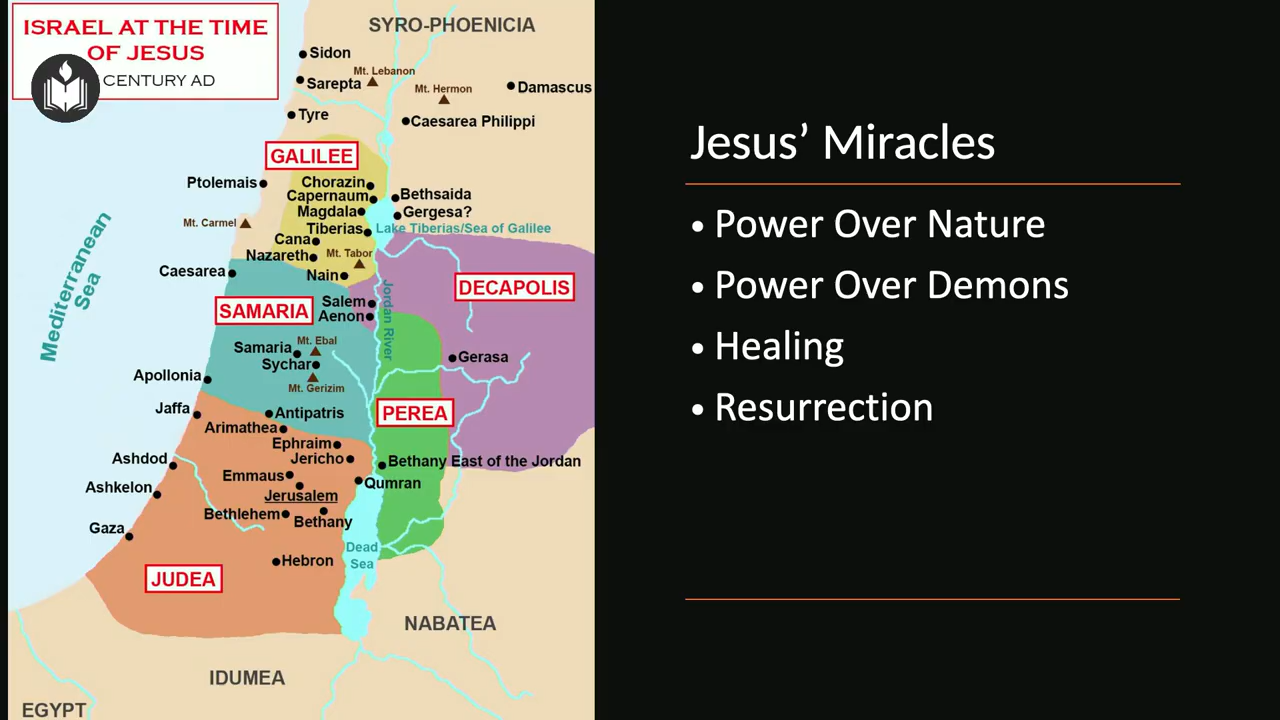 ISRAEL AT THE TIME
OF JESUS
CENTURY AD
SYRO-PHOENICIA
Sidon
Mt. Lebanon
Sarepta
Mt. Hermon
Damascus
Tyre
Caesarea Philippi
GALILEE
Ptolemais
Chorazin
Capernaum
Bethsaida
Magdala
Gergesa?
Mt. Carmel
Tiberias
Lake Tiberias/Sea of Galilee
Cana
Nazareth
Mt. Tabor
Caesarea
Nain
Mediterranean
Sea
DECAPOLIS
SAMARIA
Salem
Aenon
Jordan River
Samaria
Mt. Ebal
Sychar
Gerasa
Mt. Gerizim
Apollonia
Jaffa
Antipatris
PEREA
Arimathea
Ephraim
Jericho
Ashdod
Bethany East of the Jordan
Emmaus
Qumran
Ashkelon
Jerusalem
Bethlehem
Bethany
Gaza
Dead
Sea
Hebron
JUDEA
NABATEA
IDUMEA
EGYPT
Jesus’ Miracles
• Power Over Nature
• Power Over Demons
• Healing
• Resurrection